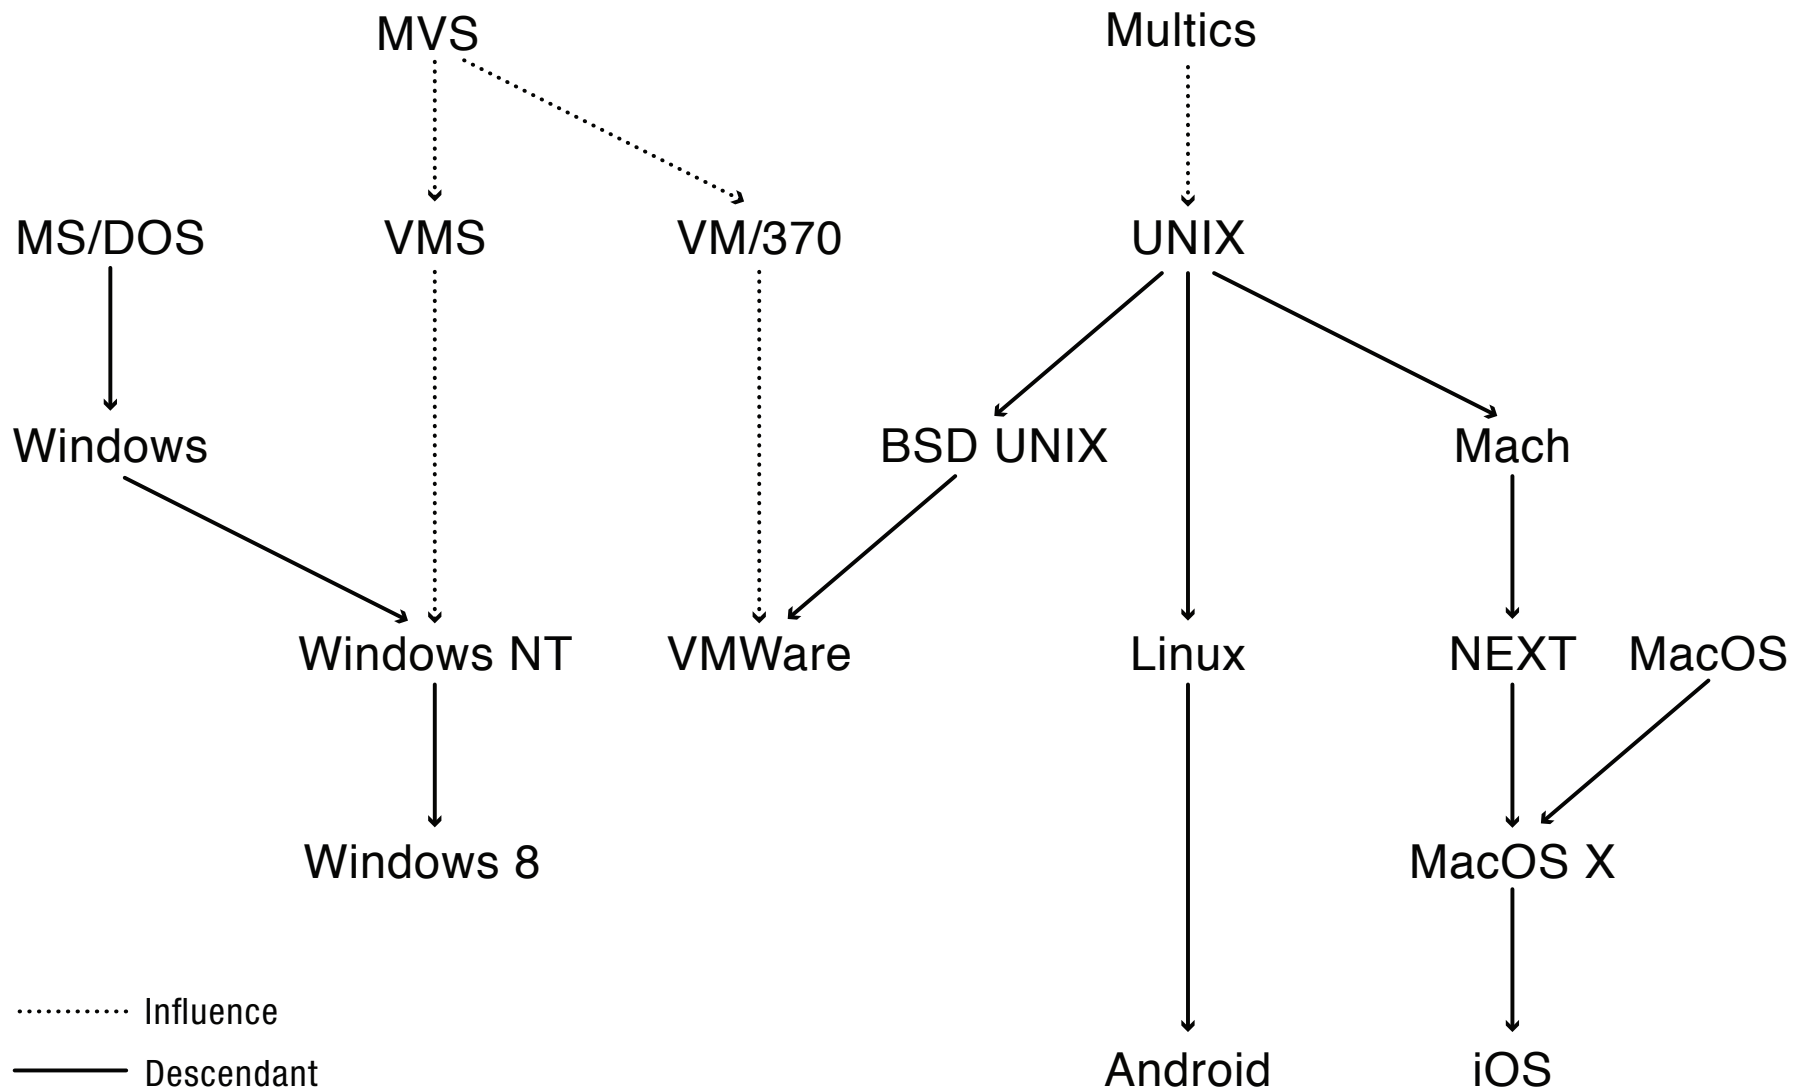 MVS
Multics
MS/DOS
VMS
VM/370
UNIX
Windows
BSD UNIX
Mach
Windows NT
VMWare
Linux
NEXT
MacOS
Windows 8
MacOS X
Influence
Descendant
Android
iOS